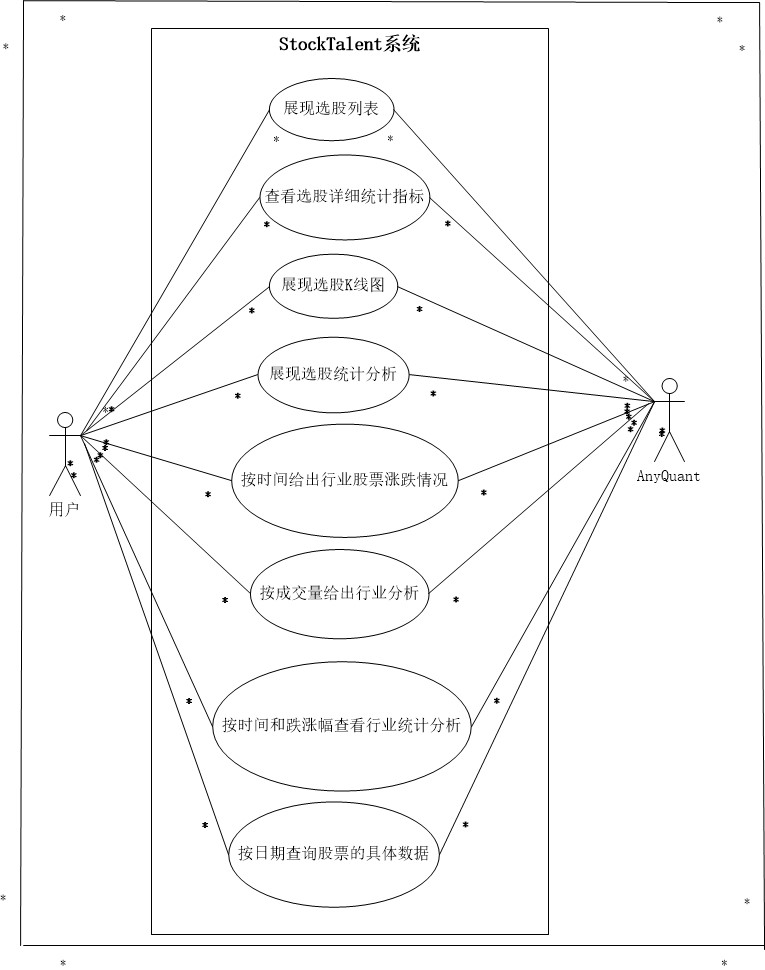 StockTalent系统
展现选股列表
查看选股详细统计指标
展现选股K线图
展现选股统计分析
按时间给出行业股票涨跌情况
用户
AnyQuant
按成交量给出行业分析
按时间和跌涨幅查看行业统计分析
按日期查询股票的具体数据